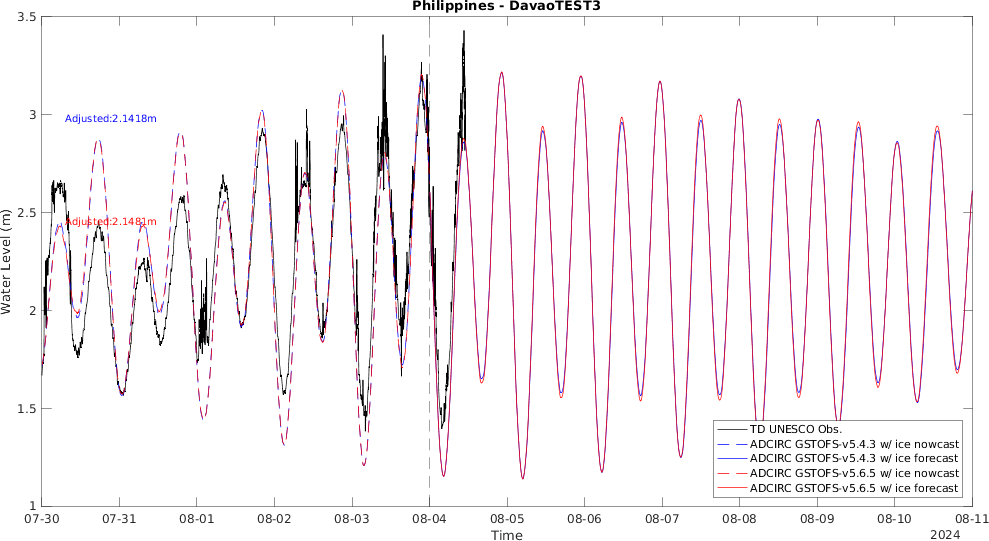 Philippines - DavaoTEST3
3.5
3
2.5
2
1.5
1
Water Level (m)
Adjusted:2.1418m
Adjusted:2.1481m
TD UNESCO Obs.
ADCIRC GSTOFS-v5.4.3 w/ ice nowcast
ADCIRC GSTOFS-v5.4.3 w/ ice forecast
ADCIRC GSTOFS-v5.6.5 w/ ice nowcast
ADCIRC GSTOFS-v5.6.5 w/ ice forecast
07-30 07-31 08-01 08-02 08-03 08-04 08-05 08-06 08-07 08-08 08-09 08-10 08-11
Time
2024